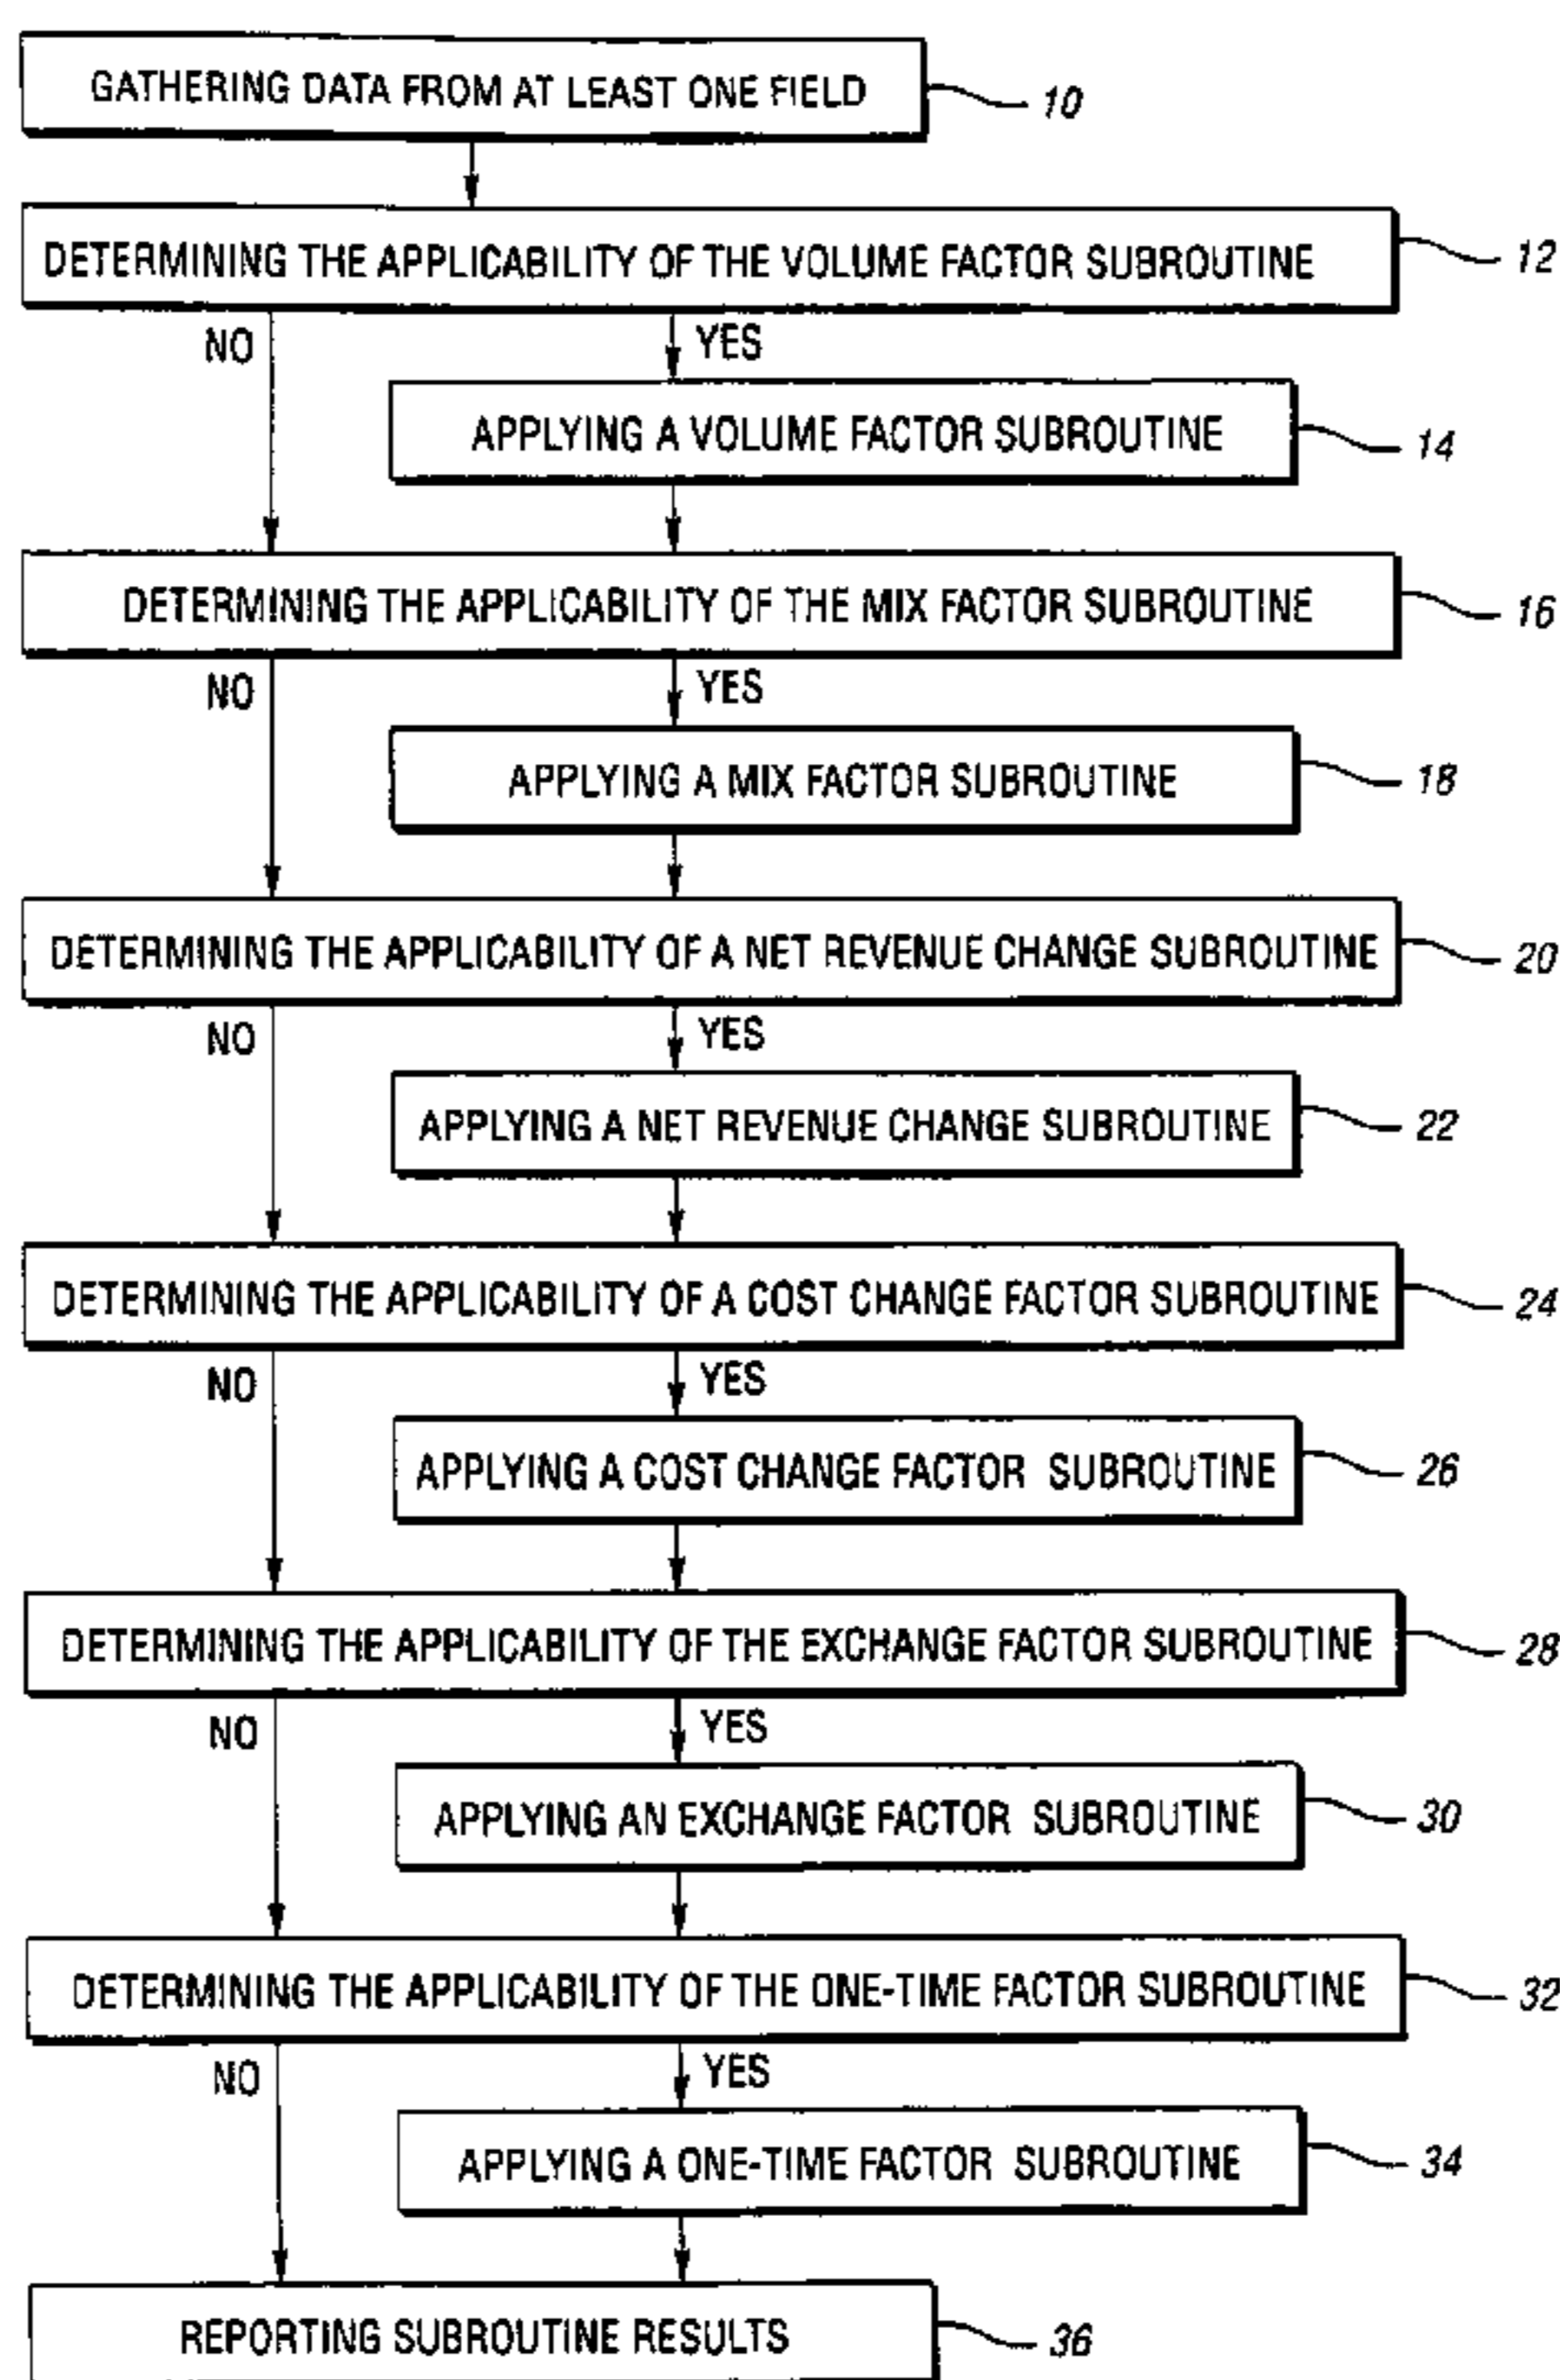 GATHERING DATA FROM AT LEAST ONE FIELD
10
DETERMINING THE APPLICABILITY OF THE VOLUME FACTOR SUBROUTINE
12
NO
YES
APPLYING A VOLUME FACTOR SUBROUTINE
14
DETERMINING THE APPLICABILITY OF THE MIX FACTOR SUBROUTINE
16
NO
YES
APPLYING A MIX FACTOR SUBROUTINE
18
DETERMINING THE APPLICABILITY OF A NET REVENUE CHANGE SUBROUTINE
20
NO
YES
APPLYING A NET REVENUE CHANGE SUBROUTINE
22
DETERMINING THE APPLICABILITY OF A COST CHANGE FACTOR SUBROUTINE
24
NO
YES
APPLYING A COST CHANGE FACTOR SUBROUTINE
26
DETERMINING THE APPLICABILITY OF THE EXCHANGE FACTOR SUBROUTINE
28
NO
YES
APPLYING AN EXCHANGE FACTOR SUBROUTINE
30
DETERMINING THE APPLICABILITY OF THE ONE-TIME FACTOR SUBROUTINE
32
NO
YES
APPLYING A ONE-TIME FACTOR SUBROUTINE
34
REPORTING SUBROUTINE RESULTS
36